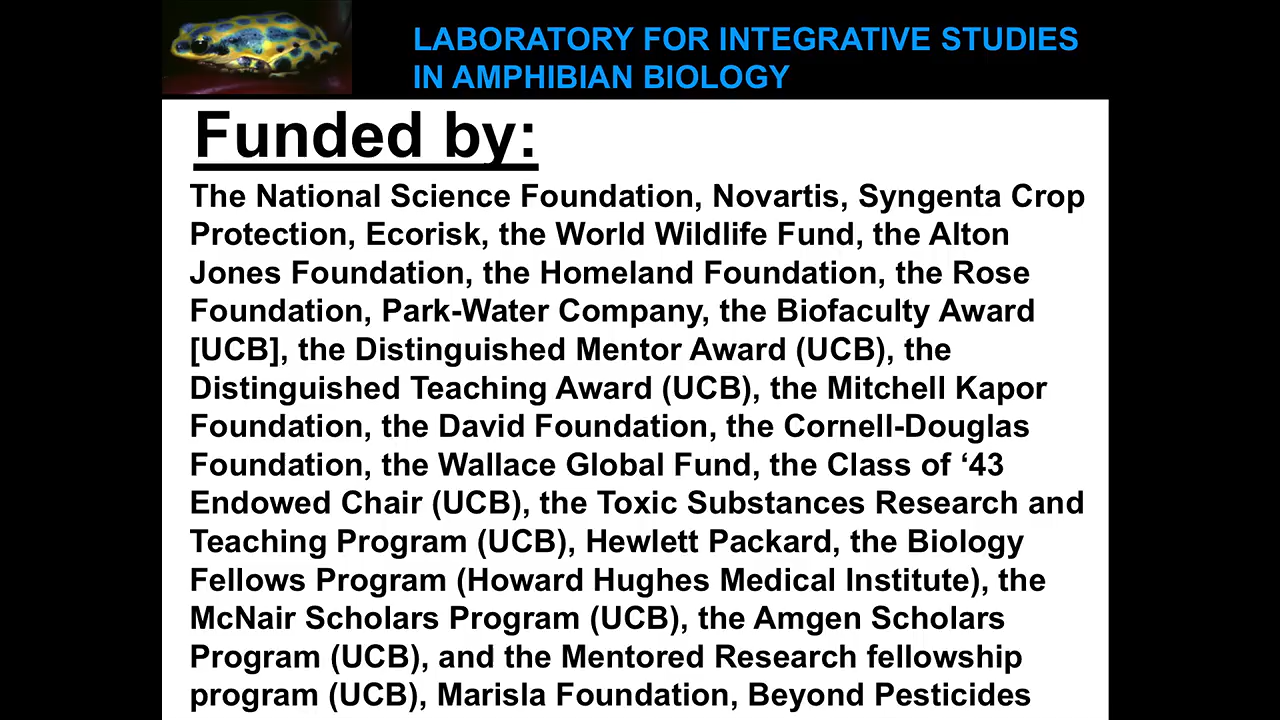 LABORATORY FOR INTEGRATIVE STUDIES
IN AMPHIBIAN BIOLOGY
Funded by:
The National Science Foundation, Novartis, Syngenta Crop
Protection, Ecorisk, the World Wildlife Fund, the Alton
Jones Foundation, the Homeland Foundation, the Rose
Foundation, Park-Water Company, the Biofaculty Award
[UCB], the Distinguished Mentor Award (UCB), the
Distinguished Teaching Award (UCB), the Mitchell Kapor
Foundation, the David Foundation, the Cornell-Douglas
Foundation, the Wallace Global Fund, the Class of ‘43
Endowed Chair (UCB), the Toxic Substances Research and
Teaching Program (UCB), Hewlett Packard, the Biology
Fellows Program (Howard Hughes Medical Institute), the
McNair Scholars Program (UCB), the Amgen Scholars
Program (UCB), and the Mentored Research fellowship
program (UCB), Marisla Foundation, Beyond Pesticides